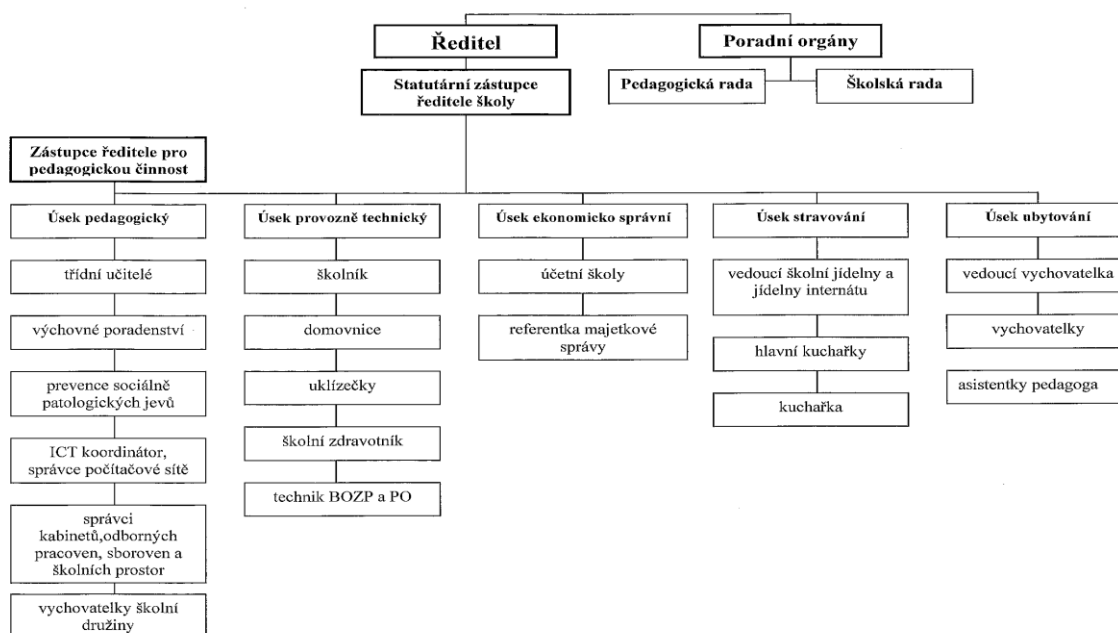 Ředitel
Poradní orgány
Statutární zástupce
ředitele školy
Pedagogická rada
Školská rada
Zástupce ředitele pro
pedagogickou činnost
Úsek pedagogický
třídní učitelé
výchovné poradenství
prevence sociálně
patologických jevů
ICT koordinátor,
správce počítačové sítě
správci
kabinetů,odborných
pracoven, sboroven a
školních prostor
vychovatelky školní
družiny
Úsek provozně technický
školník
domovnice
uklízečky
školní zdravotník
technik BOZP a PO
Úsek ekonomicko správní
účetní školy
referentka majetkové
správy
Úsek stravování
vedoucí školní jídelny a
jídelny internátu
hlavní kuchařky
kuchařka
Úsek ubytování
vedoucí vychovatelka
vychovatelky
asistentky pedagoga